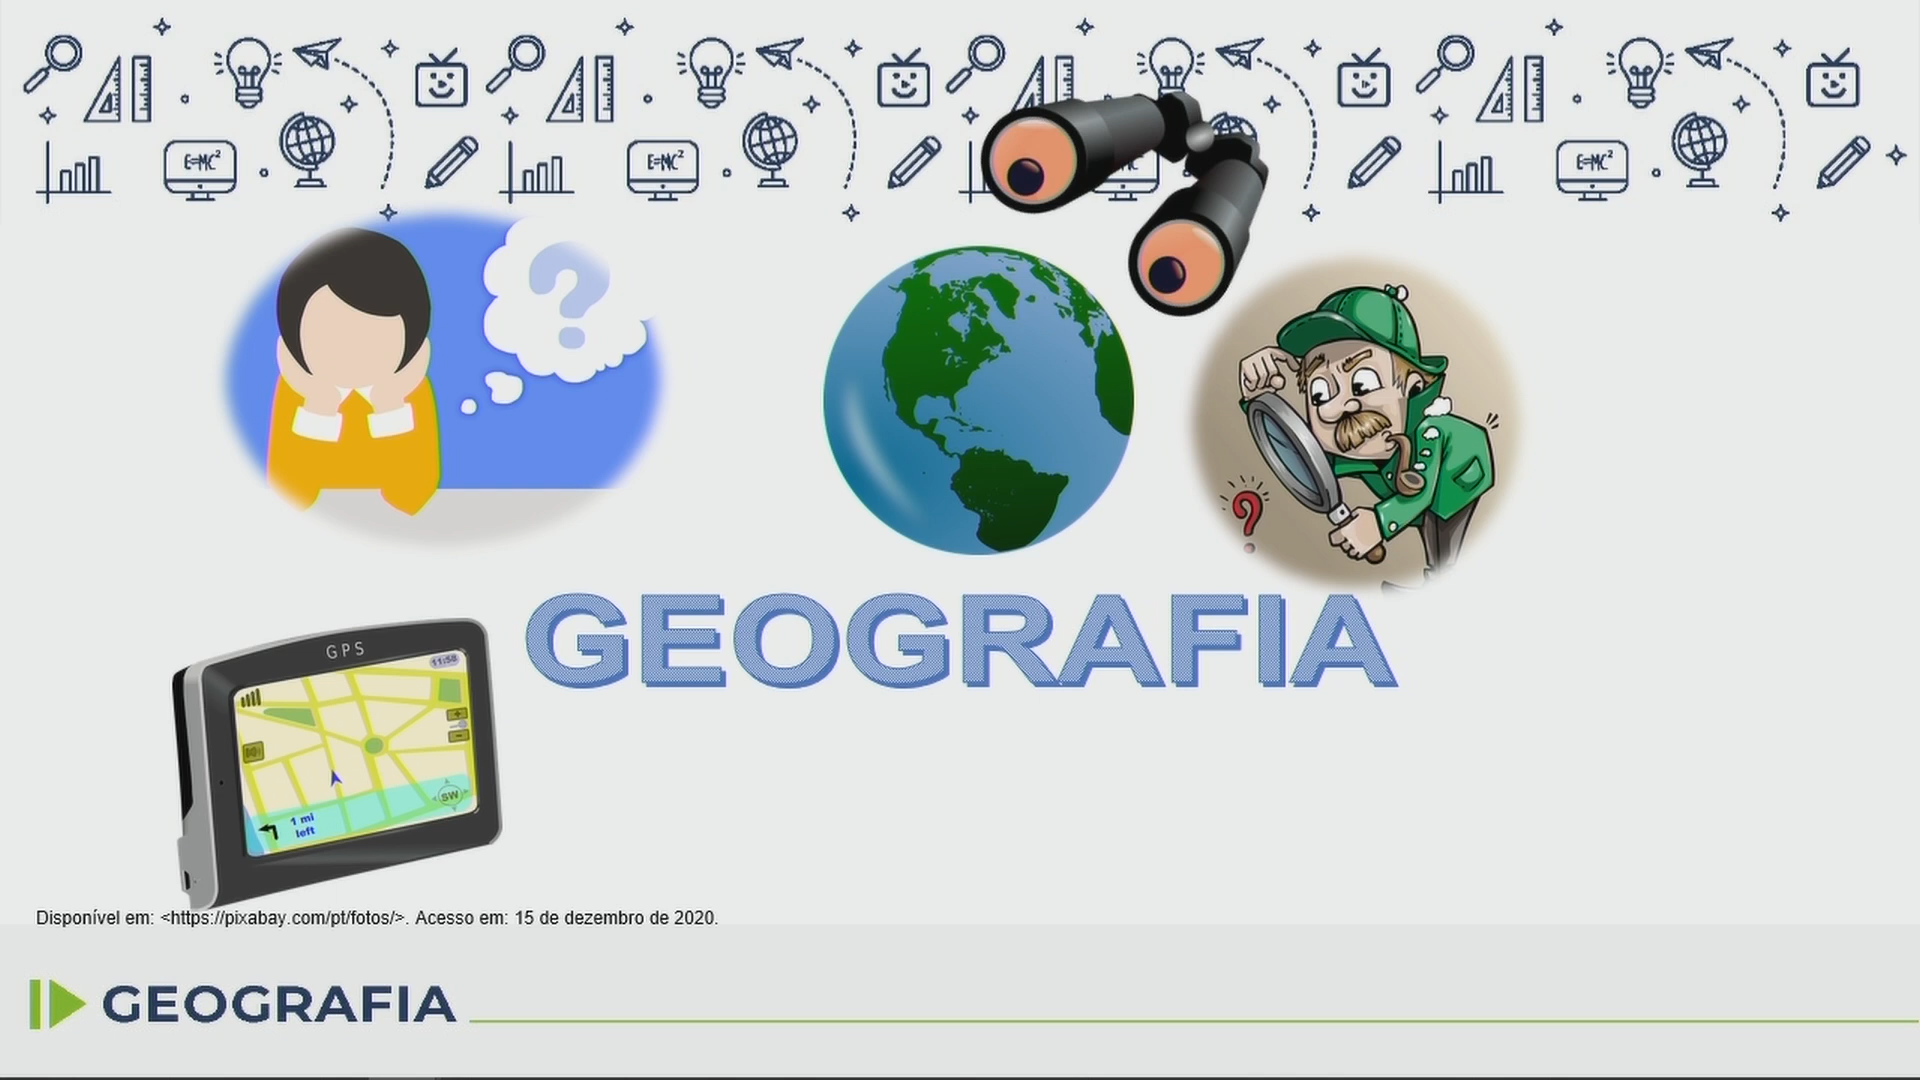 E=MC²
E=MC²
MC²
E=MC²
GEOGRAFIA
GPS
11:58
SW
1 mi
left
Disponível em: <https://pixabay.com/pt/fotos/>. Acesso em: 15 de dezembro de 2020.
GEOGRAFIA